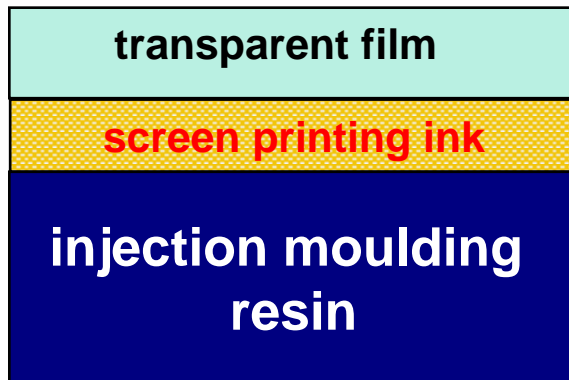 transparent film
screen printing ink
injection moulding
resin